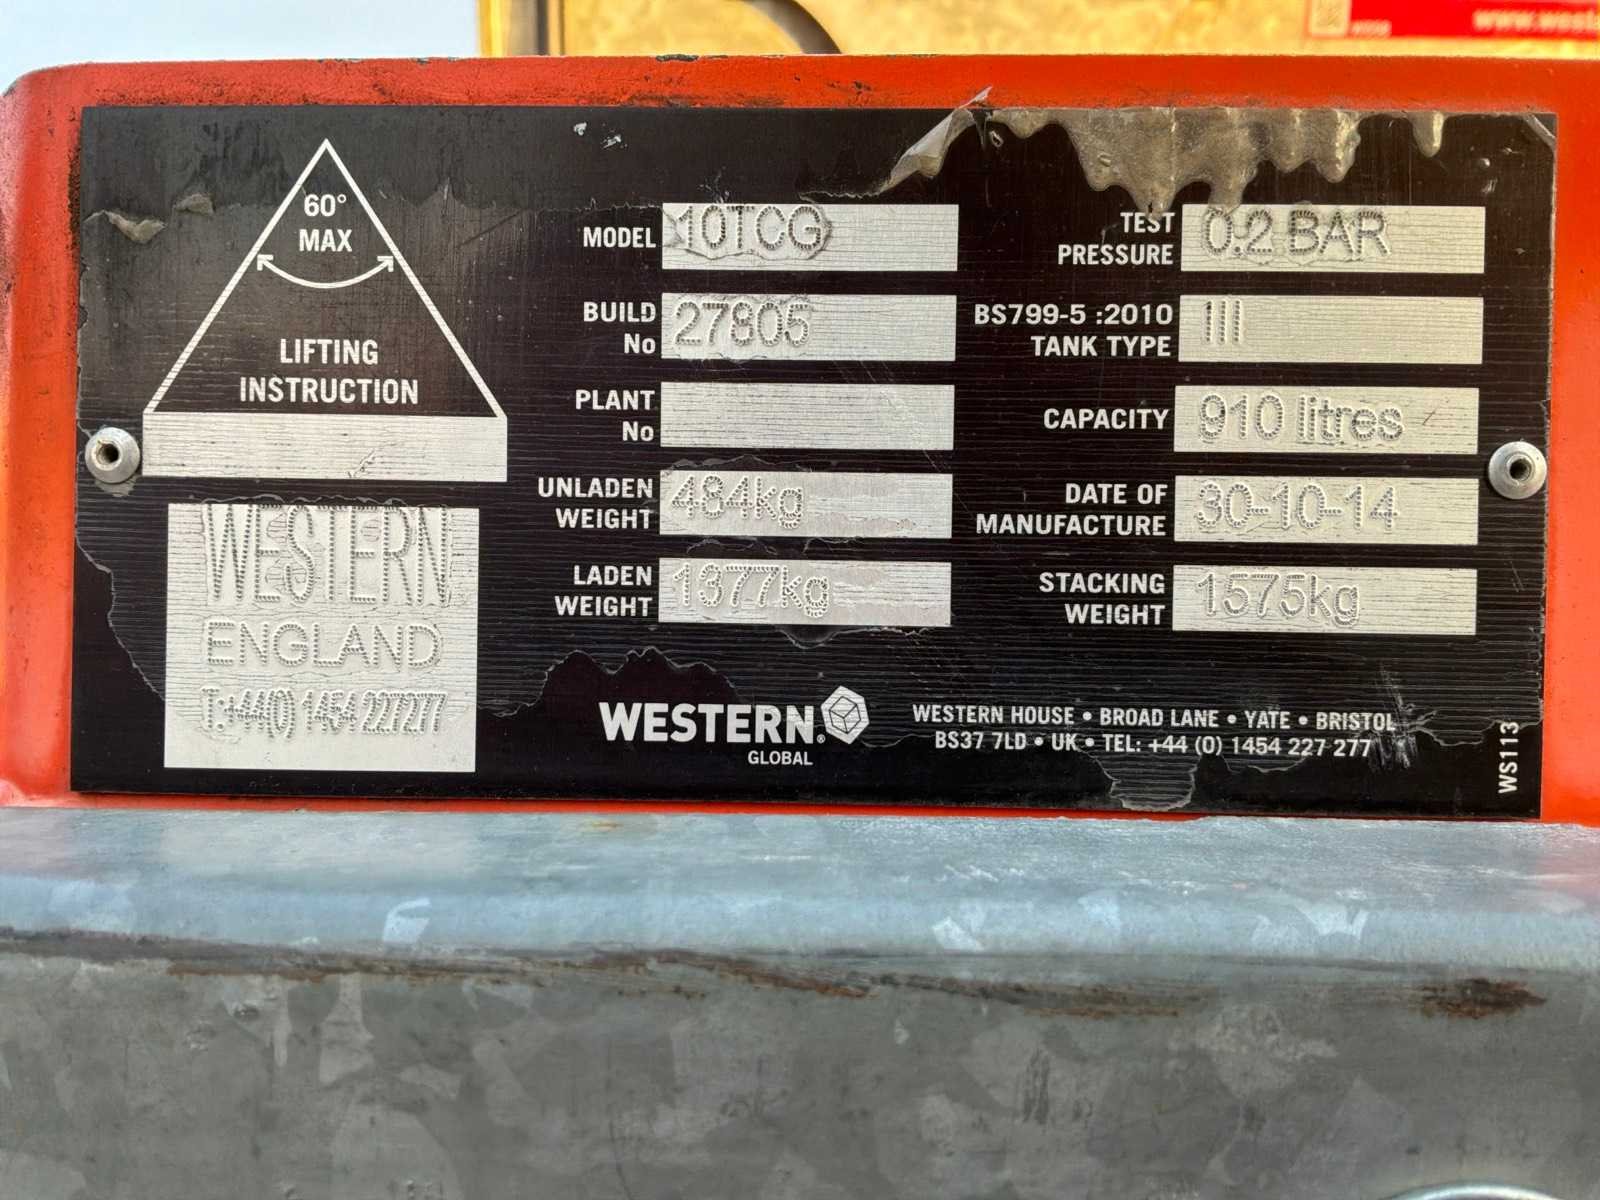 www.west
60°
MAX
LIFTING
INSTRUCTION
WESTERN
ENGLAND
T:+44(0) 1454 227277
MODEL 10TCG
BUILD
No 27805
PLANT
No
UNLADEN
WEIGHT 484kg
LADEN
WEIGHT 1377kg
TEST
PRESSURE 0.2 BAR
BS799-5 :2010
TANK TYPE III
CAPACITY 910 litres
DATE OF
MANUFACTURE 30-10-14
STACKING
WEIGHT 1575kg
WESTERN®
GLOBAL
WESTERN HOUSE • BROAD LANE • YATE • BRISTOL
BS37 7LD • UK • TEL: +44 (0) 1454 227 277
WS113